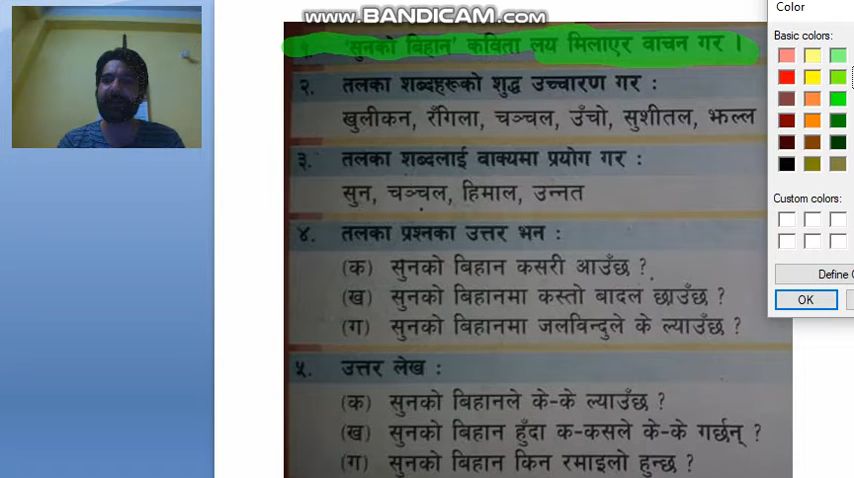 www.BANDICAM.com
Color
Basic colors:
१ 'सुनको बिहान' कविता लय मिलाएर वाचन गर ।
२. तलका शब्दहरूको शुद्ध उच्चारण गर :
खुलीकन, रँगिला, चञ्चल, उँचो, सुशीतल, झल्ल
३. तलका शब्दलाई वाक्यमा प्रयोग गर :
सुन, चञ्चल, हिमाल, उन्नत
४. तलका प्रश्नका उत्तर भन :
(क) सुनको बिहान कसरी आउँछ ?
(ख) सुनको बिहानमा कस्तो बादल छाउँछ ?
(ग) सुनको बिहानमा जलविन्दुले के ल्याउँछ ?
५. उत्तर लेख :
(क) सुनको बिहानले के-के ल्याउँछ ?
(ख) सुनको बिहान हुँदा क-कसले के-के गर्छन् ?
(ग) सुनको बिहान किन रमाइलो हुन्छ ?
Custom colors:
Define
OK